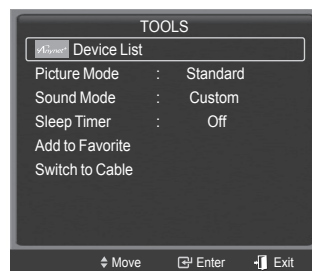 TOOLS
Anynet+ Device List
Picture Mode : Standard
Sound Mode : Custom
Sleep Timer : Off
Add to Favorite
Switch to Cable
Move Enter Exit